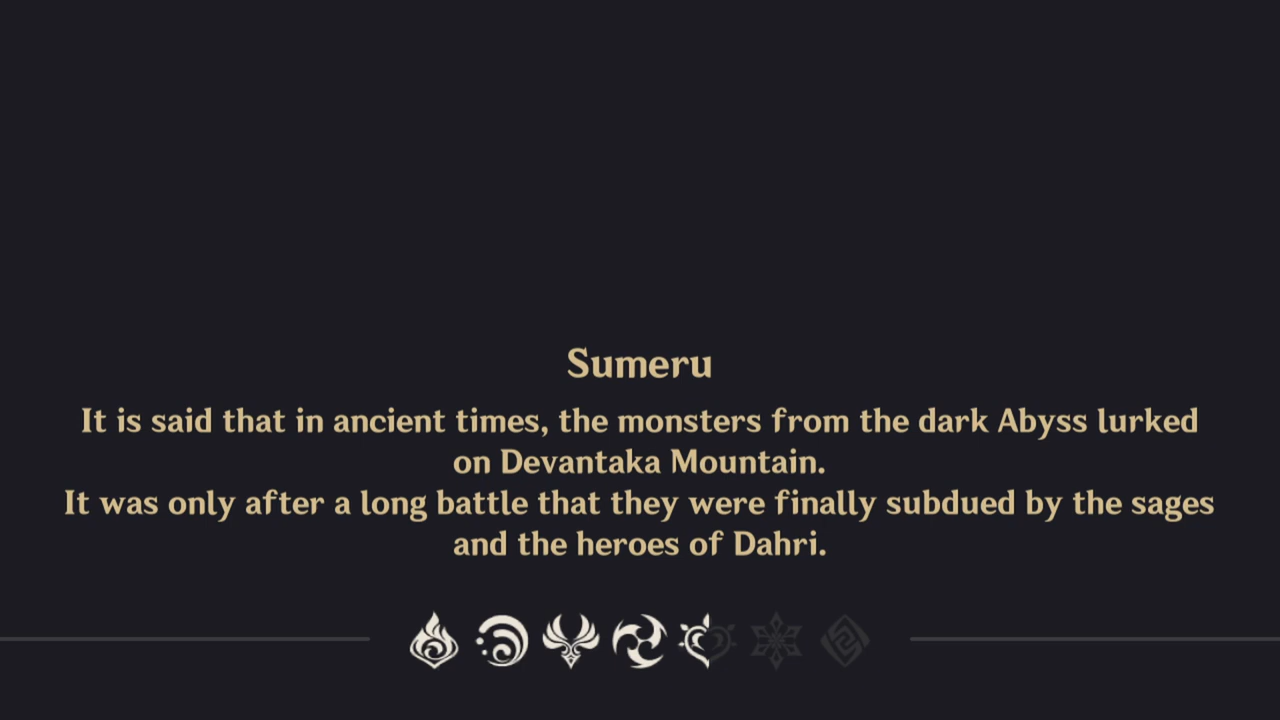 Sumeru
It is said that in ancient times, the monsters from the dark Abyss lurked
on Devantaka Mountain.
It was only after a long battle that they were finally subdued by the sages
and the heroes of Dahri.